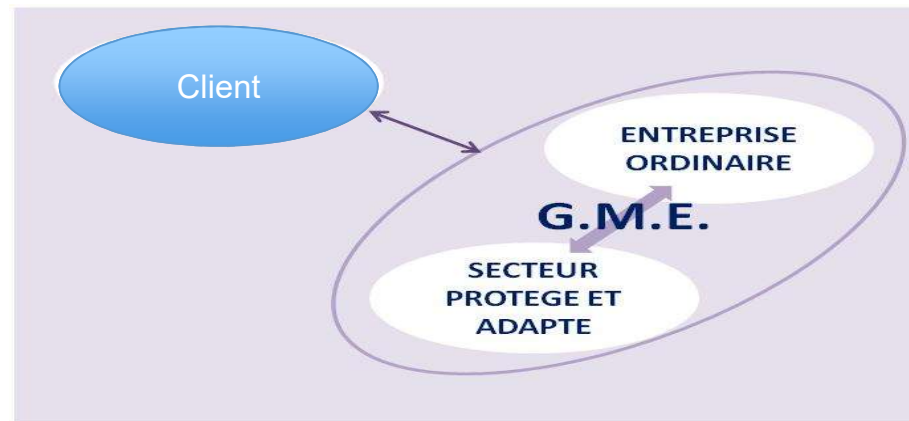 Client
ENTREPRISE
ORDINAIRE
G.M.E.
SECTEUR
PROTEGE ET
ADAPTE